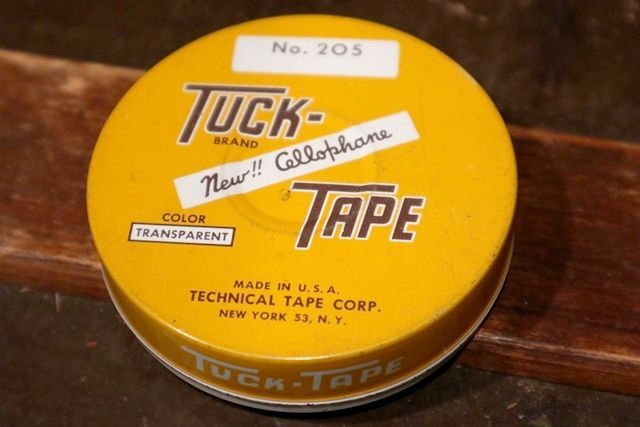 No. 205
TUCK-
BRAND
New!! Cellophane
TAPE
COLOR
TRANSPARENT
MADE IN U.S.A.
TECHNICAL TAPE CORP.
NEW YORK 53, N.Y.
TUCK-TAPE